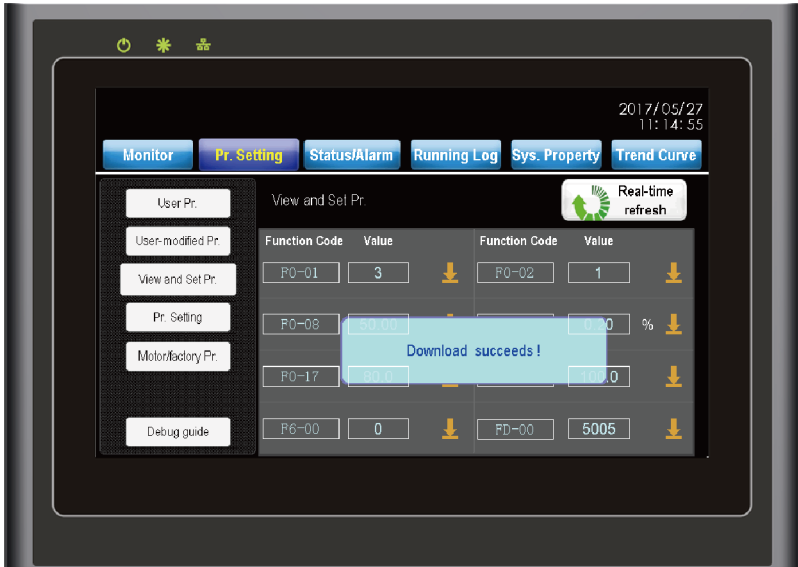 2017/05/27
11:14:55
Monitor
Pr. Setting
Status/Alarm
Running Log
Sys. Property
Trend Curve
User Pr.
User-modified Pr.
View and Set Pr.
Pr. Setting
Motor/factory Pr.
Debug guide
View and Set Pr.
Real-time
refresh
Function Code Value Function Code Value
F0-01 3 F0-02 1
F0-08 50.00 %
Download succeeds!
F0-17
F6-00 0 FD-00 5005